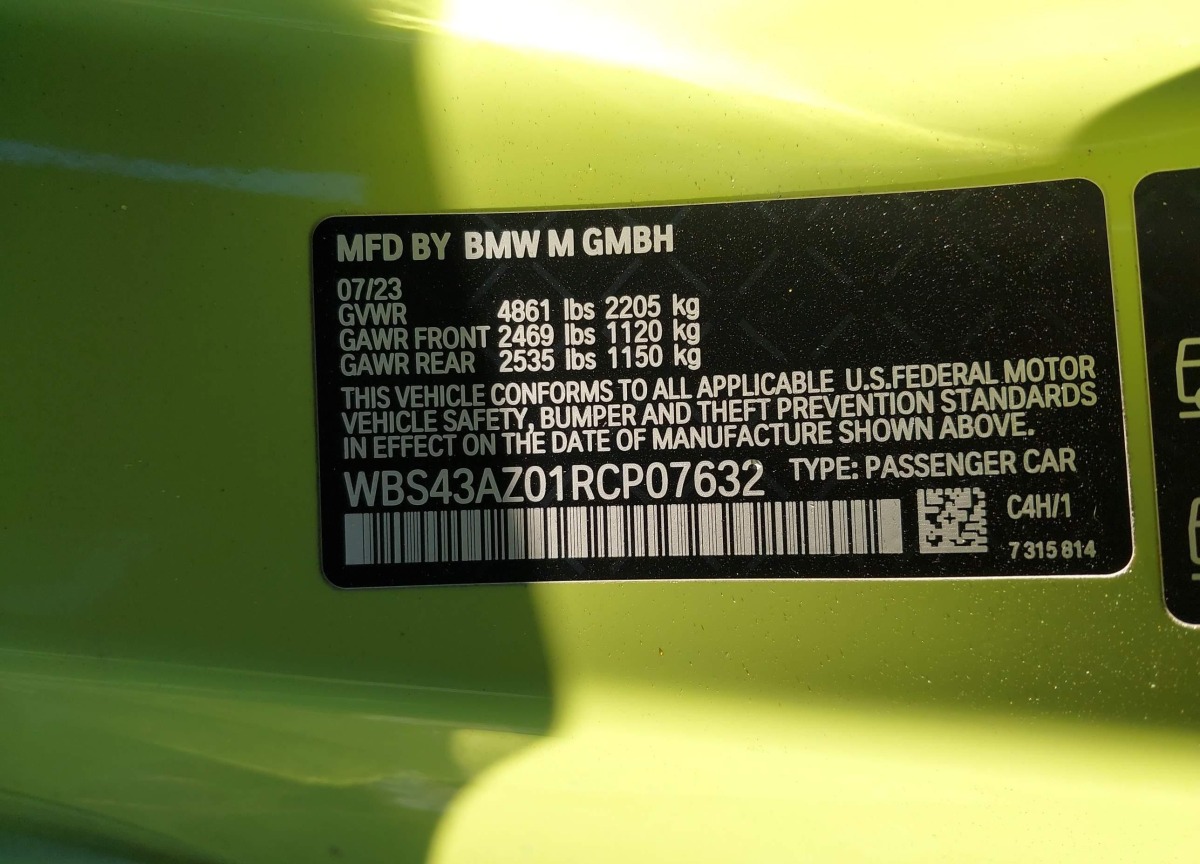 MFD BY BMW M GMBH
07/23
GVWR 4861 lbs 2205 kg
GAWR FRONT 2469 lbs 1120 kg
GAWR REAR 2535 lbs 1150 kg
THIS VEHICLE CONFORMS TO ALL APPLICABLE U.S.FEDERAL MOTOR
VEHICLE SAFETY, BUMPER AND THEFT PREVENTION STANDARDS
IN EFFECT ON THE DATE OF MANUFACTURE SHOWN ABOVE.
WBS43AZ01RCP07632 TYPE: PASSENGER CAR
C4H/1
7 315 814